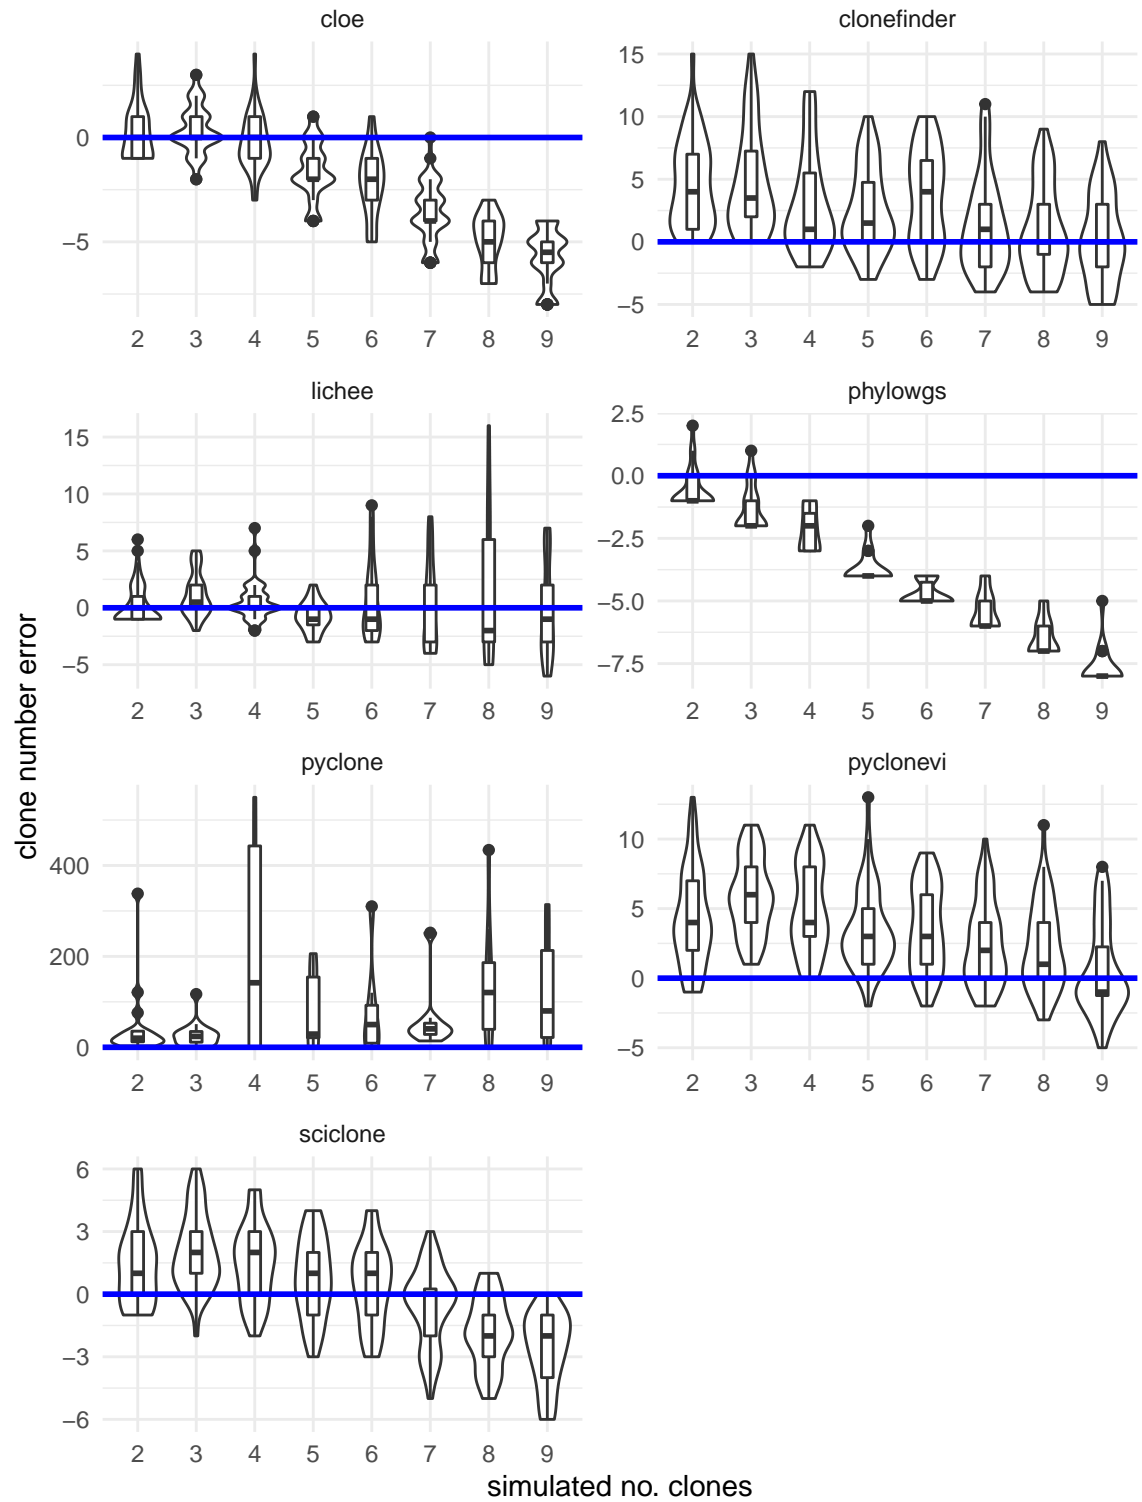 cloe
clonefinder
0
−5
15
10
5
0
−5
2 3 4 5 6 7 8 9
2 3 4 5 6 7 8 9
lichee
phylowgs
15
10
5
0
−5
2.5
0.0
−2.5
−5.0
−7.5
2 3 4 5 6 7 8 9
2 3 4 5 6 7 8 9
clone number error
pyclone
pyclonevi
400
200
0
10
5
0
−5
2 3 4 5 6 7 8 9
2 3 4 5 6 7 8 9
sciclone
6
3
0
−3
−6
2 3 4 5 6 7 8 9
simulated no. clones